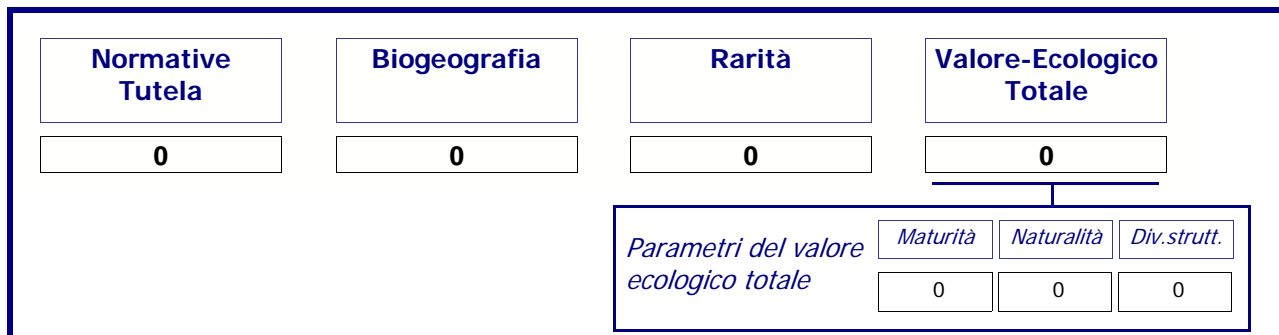 Normative
Tutela
Biogeografia
Rarità
Valore-Ecologico
Totale
0
0
0
0
Parametri del valore
ecologico totale
Maturità
Naturalità
Div.strutt.
0
0
0